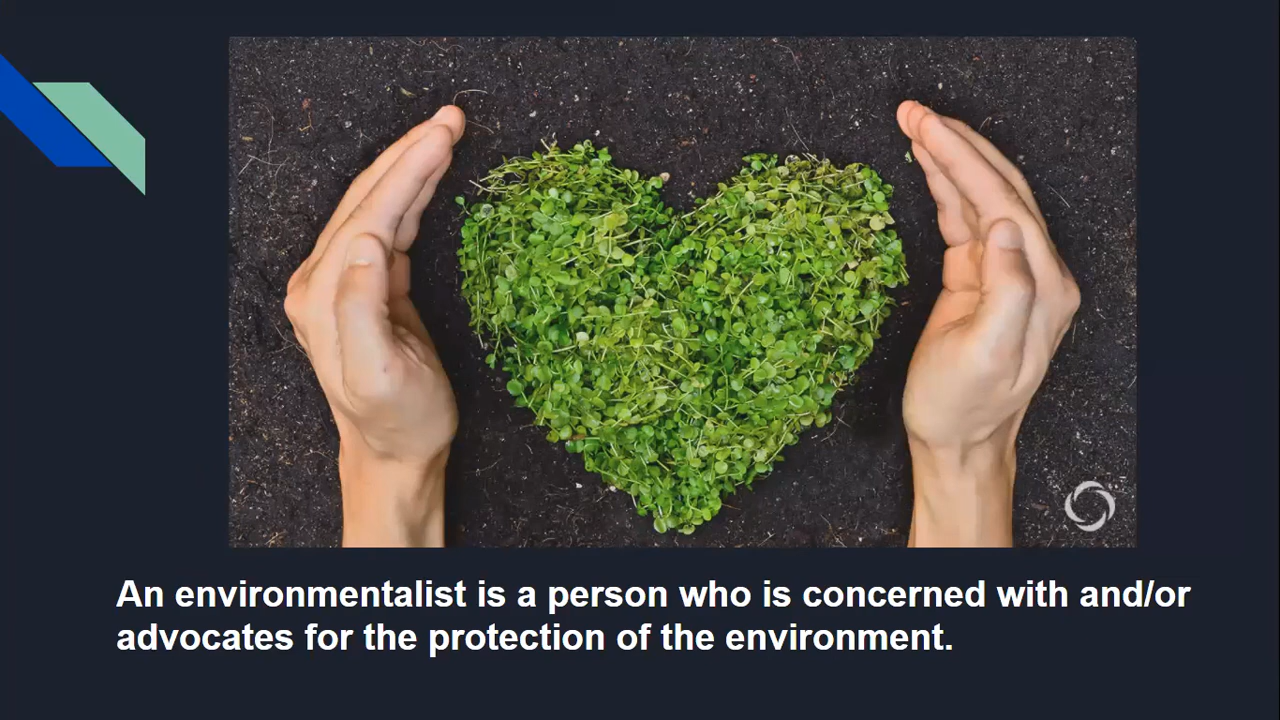 An environmentalist is a person who is concerned with and/or
advocates for the protection of the environment.